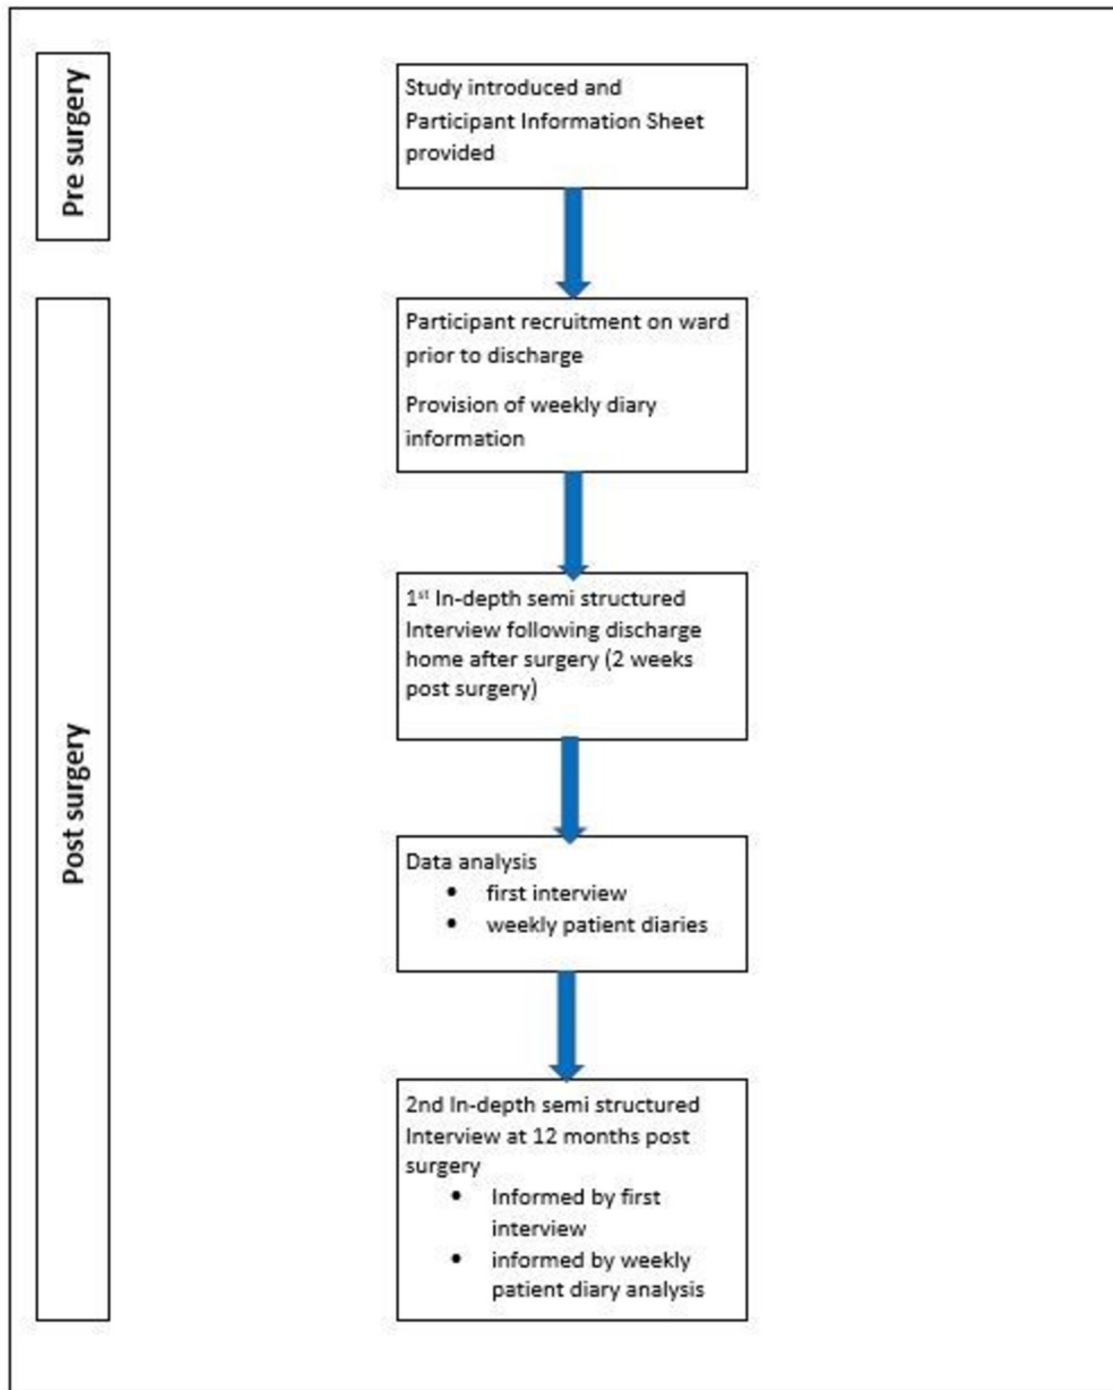 Pre surgery
Study introduced and
Participant Information Sheet
provided
Post surgery
Participant recruitment on ward
prior to discharge
Provision of weekly diary
information
1st In-depth semi structured
Interview following discharge
home after surgery (2 weeks
post surgery)
Data analysis
• first interview
• weekly patient diaries
2nd In-depth semi structured
Interview at 12 months post
surgery
• Informed by first
interview
• informed by weekly
patient diary analysis